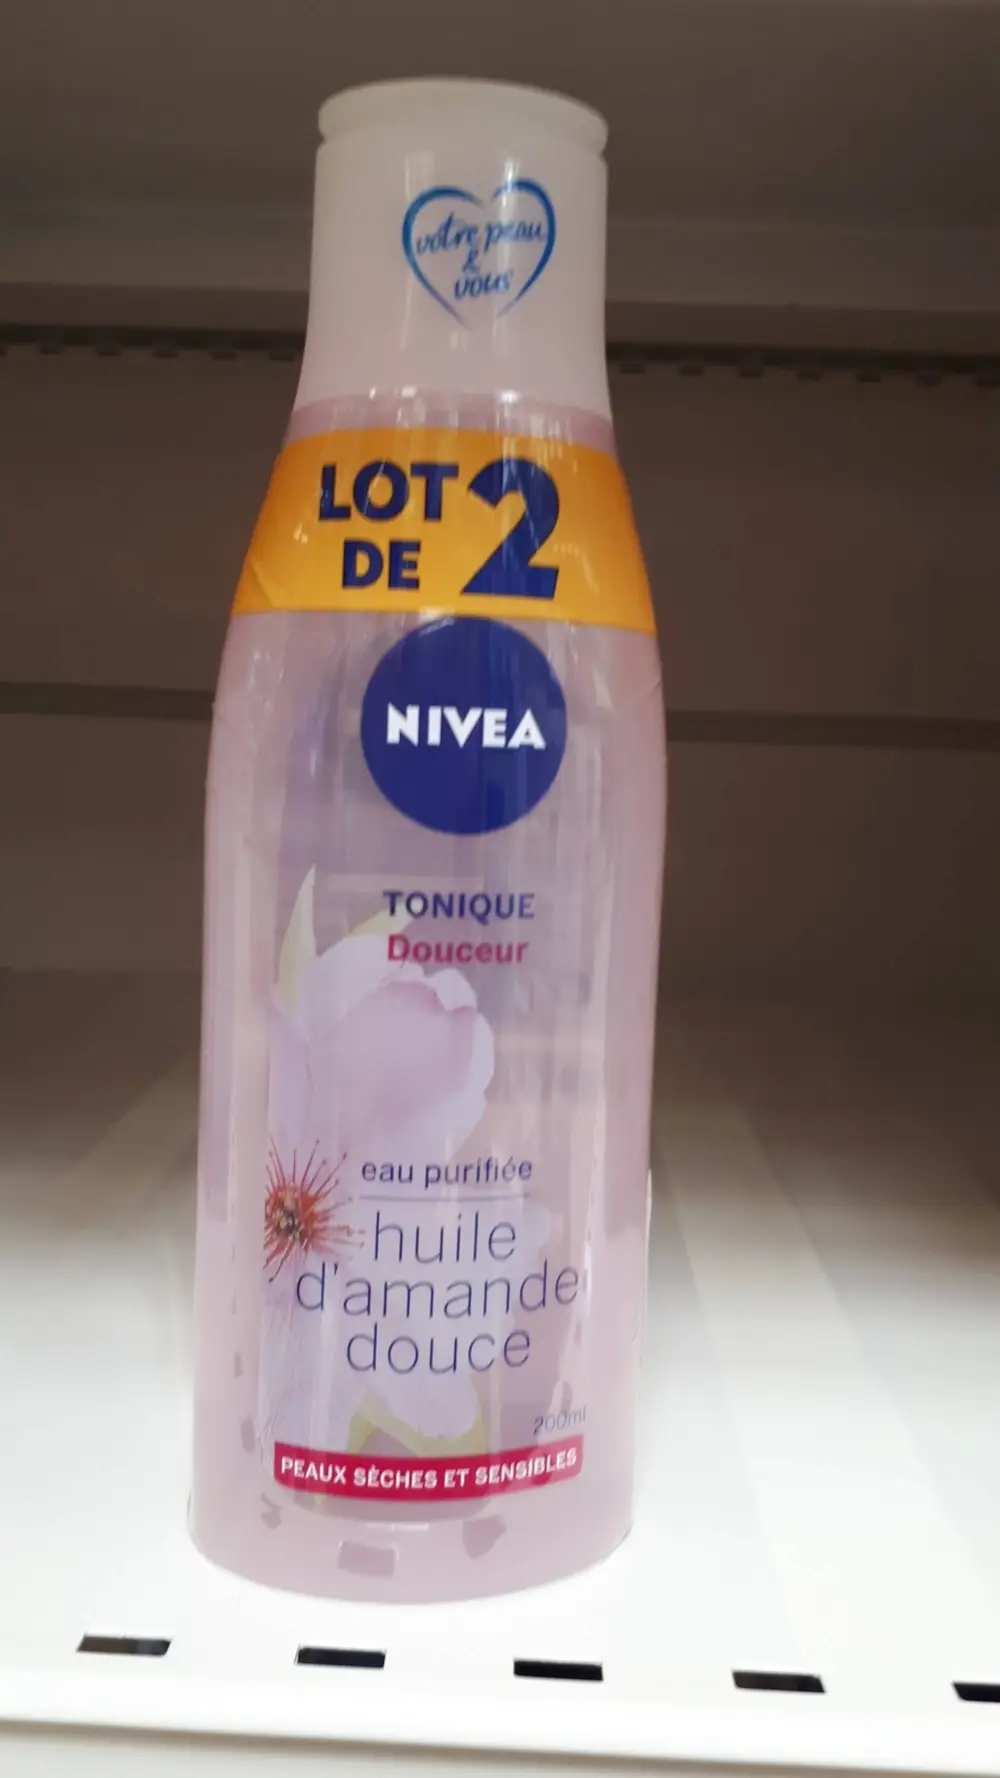 votre peau
&
vous
LOT
DE 2
NIVEA
TONIQUE
Douceur
eau purifiée
huile
d'amande
douce
200ml
PEAUX SÈCHES ET SENSIBLES